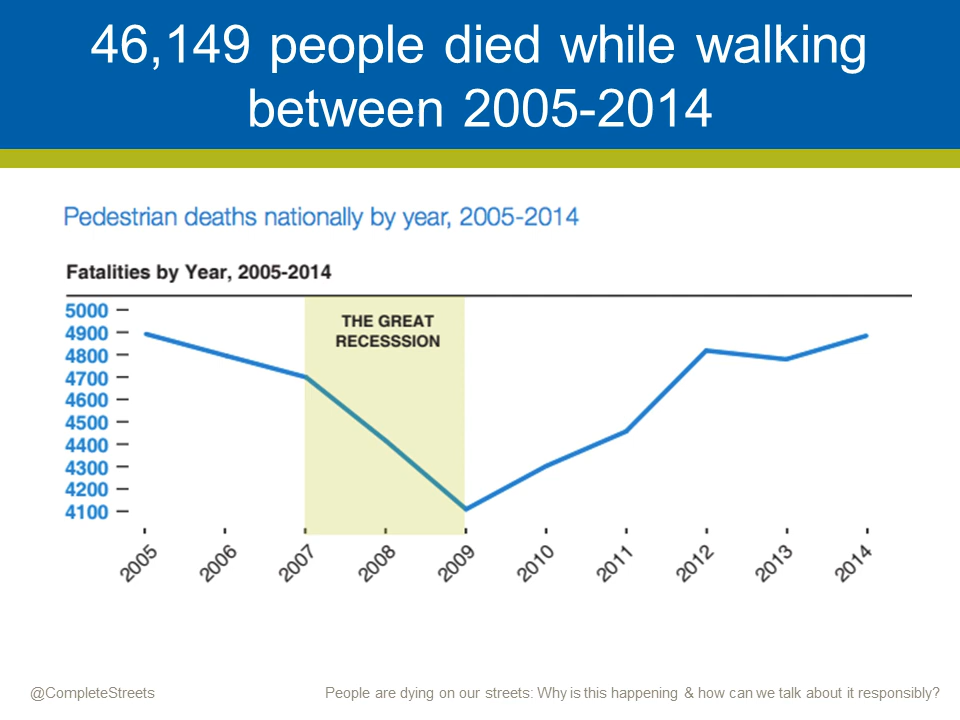 46,149 people died while walking
between 2005-2014
Pedestrian deaths nationally by year, 2005-2014
Fatalities by Year, 2005-2014
THE GREAT
RECESSSION
5000
4900
4800
4700
4600
4500
4400
4300
4200
4100
2005
2006
2007
2008
2009
2010
2011
2012
2013
2014
@CompleteStreets
People are dying on our streets: Why is this happening & how can we talk about it responsibly?